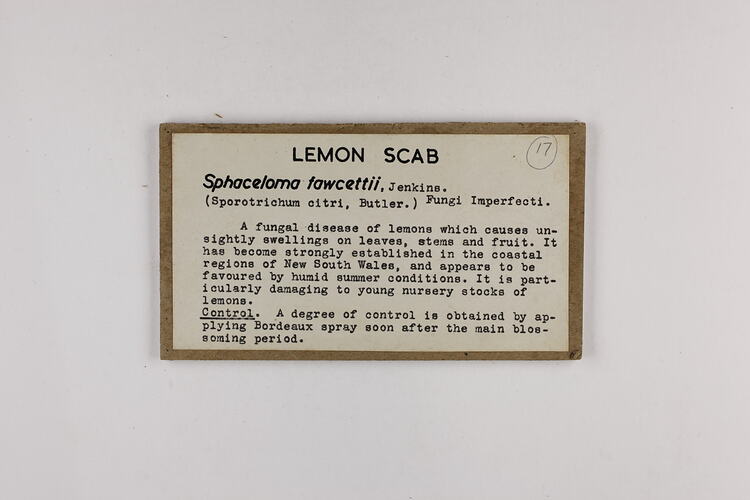 LEMON SCAB
17
Sphaceloma fawcettii, Jenkins.
(Sporotrichum citri, Butler.) Fungi Imperfecti.
A fungal disease of lemons which causes un-
sightly swellings on leaves, stems and fruit. It
has become strongly established in the coastal
regions of New South Wales, and appears to be
favoured by humid summer conditions. It is part-
icularly damaging to young nursery stocks of
lemons.
Control. A degree of control is obtained by ap-
plying Bordeaux spray soon after the main blos-
soming period.